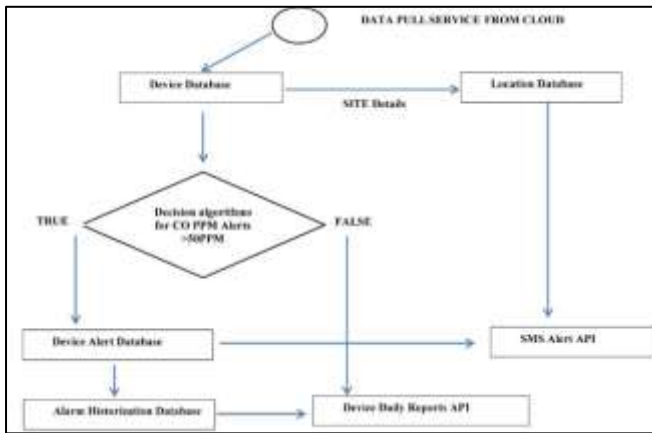 DATA PULL SERVICE FROM CLOUD
Device Database
Location Database
SITE Details
TRUE
Decision algorithms
for CO PPM Alerts
>50PPM
FALSE
Device Alert Database
SMS Alert API
Alarm Historization Database
Device Daily Reports API